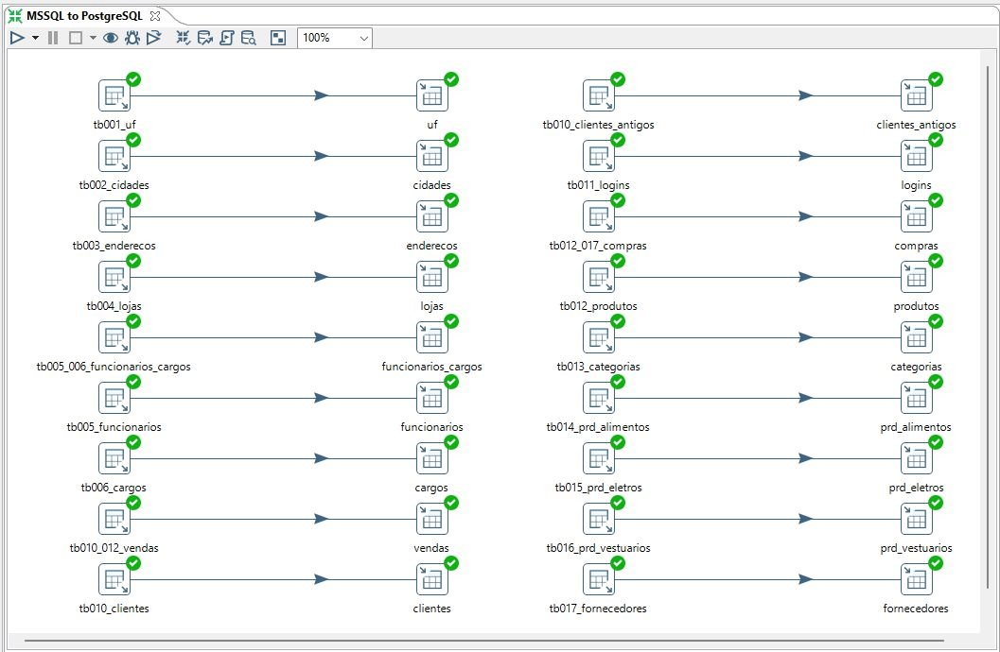 MSSQL to PostgreSQL
100%
tb001_uf
uf
tb010_clientes_antigos
clientes_antigos
tb002_cidades
cidades
tb011_logins
logins
tb003_enderecos
enderecos
tb012_017_compras
compras
tb004_lojas
lojas
tb012_produtos
produtos
tb005_006_funcionarios_cargos
funcionarios_cargos
tb013_categorias
categorias
tb005_funcionarios
funcionarios
tb014_prd_alimentos
prd_alimentos
tb006_cargos
cargos
tb015_prd_eletros
prd_eletros
tb010_012_vendas
vendas
tb016_prd_vestuarios
prd_vestuarios
tb010_clientes
clientes
tb017_fornecedores
fornecedores